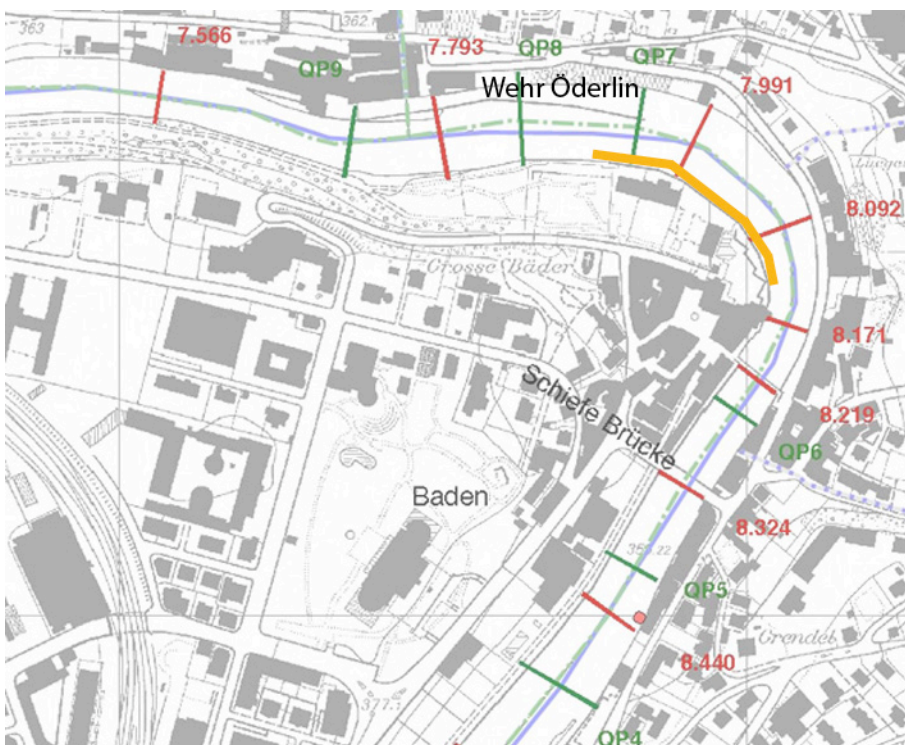 363
362
7.566
7.793
QP8
QP7
QP9
Wehr Öderlin
7.991
8.092
Grosse Bäder
8.171
Schiefe Brücke
8.219
QP6
Baden
8.324
QP5
Grendel
8.440
QP4